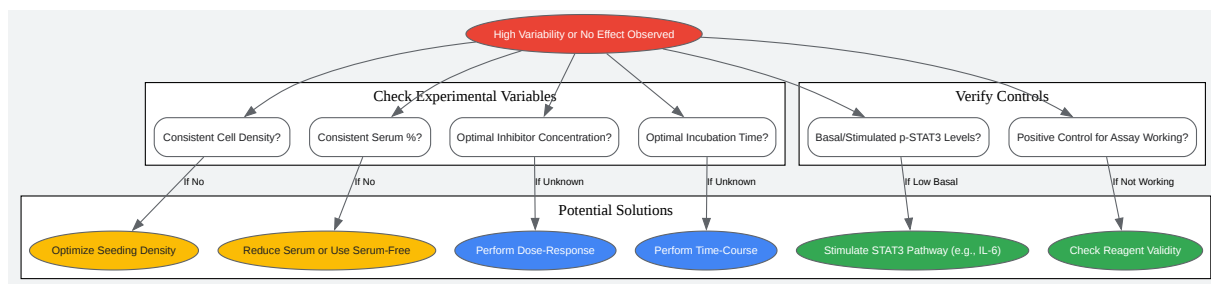 High Variability or No Effect Observed
Check Experimental Variables
Verify Controls
Consistent Cell Density?
Consistent Serum %?
Optimal Inhibitor Concentration?
Optimal Incubation Time?
Basal/Stimulated p-STAT3 Levels?
Positive Control for Assay Working?
If No
If No
If Unknown
If Unknown
If Low Basal
If Not Working
Potential Solutions
Optimize Seeding Density
Reduce Serum or Use Serum-Free
Perform Dose-Response
Perform Time-Course
Stimulate STAT3 Pathway (e.g., IL-6)
Check Reagent Validity